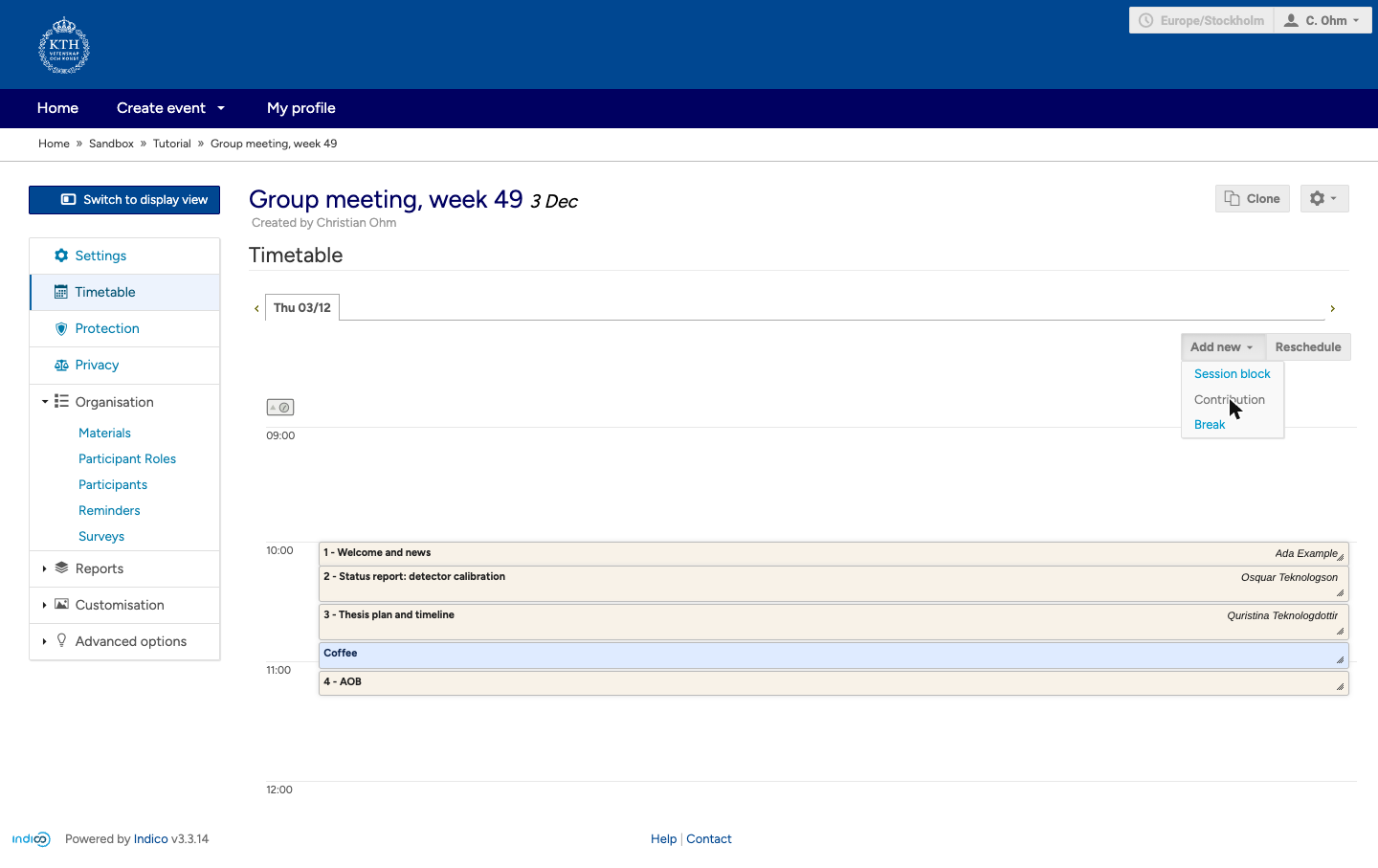 KTH
VETENSKAP
OCH KONST
Europe/Stockholm
C. Ohm
Home
Create event
My profile
Home » Sandbox » Tutorial » Group meeting, week 49
Switch to display view
Group meeting, week 49 3 Dec
Clone
Created by Christian Ohm
Timetable
Settings
Timetable
Protection
Privacy
Organisation
Materials
Participant Roles
Participants
Reminders
Surveys
Reports
Customisation
Advanced options
Thu 03/12
Add new
Reschedule
Session block
Contribution
Break
09:00
10:00
1 - Welcome and news
Ada Example
2 - Status report: detector calibration
Osquar Teknologson
3 - Thesis plan and timeline
Quristina Teknologdottir
Coffee
11:00
4 - AOB
12:00
indico
Powered by Indico v3.3.14
Help | Contact